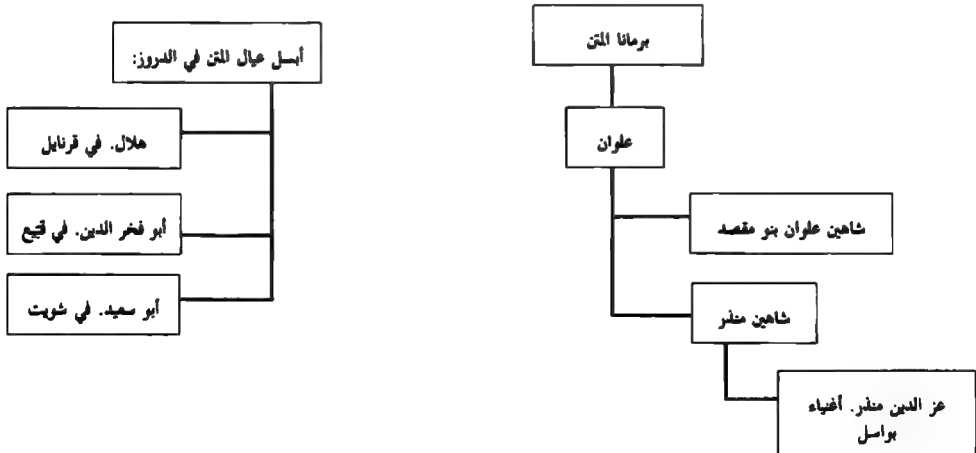 برمانا المتن
علوان
شاهين علوان بنو مقصد
شاهين منذر
عز الدين منذر. أغنياء
بواسل
أبسل عيال المتن في الدروز:
هلال. في قرنايل
أبو فخر الدين. في قتيع
أبو سعيد. في شويت